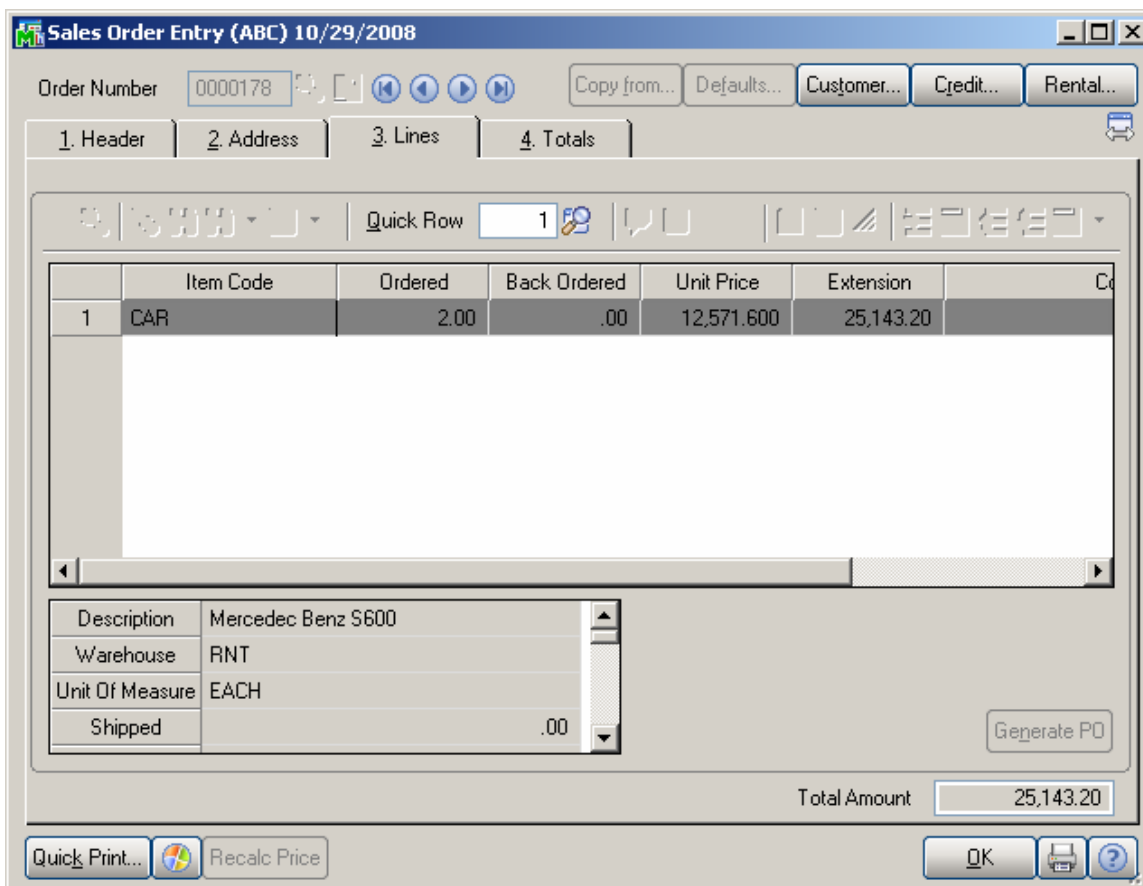 Sales Order Entry (ABC) 10/29/2008
Order Number 0000178 Copy from... Defaults... Customer... Credit... Rental...
1. Header 2. Address 3. Lines 4. Totals
Quick Row 1
Item Code Ordered Back Ordered Unit Price Extension
1 CAR 2.00 .00 12,571.600 25,143.20
Description Mercedec Benz S600
Warehouse RNT
Unit Of Measure EACH
Shipped .00
Generate PO
Total Amount 25,143.20
Quick Print... Recalc Price OK